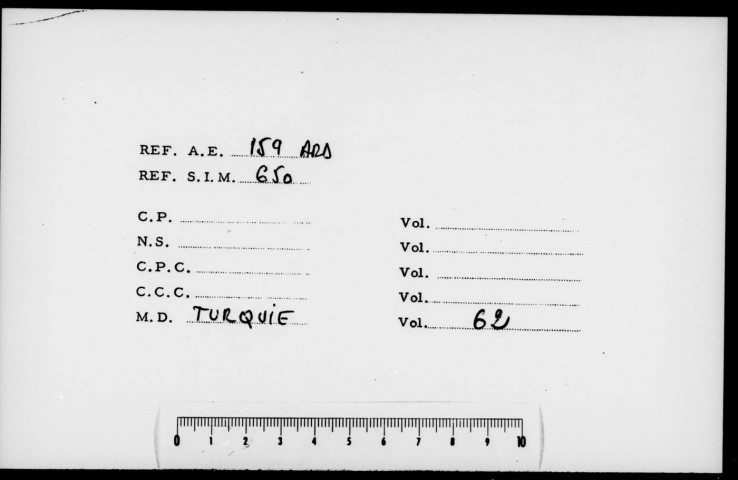 REF. A.E. 159 ARD
REF. S.I.M. 650
C.P. Vol.
N.S. Vol.
C.P.C. Vol.
C.C.C. Vol.
M.D. TURQUIE Vol. 62
0 1 2 3 4 5 6 7 8 9 10